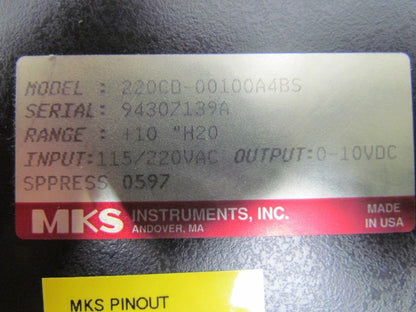 MODEL : 220CD-00100A4BS
SERIAL: 94307139A
RANGE : +10 "H20
INPUT:115/220VAC OUTPUT:0-10VDC
SPPRESS 0597
MKS INSTRUMENTS, INC.
ANDOVER, MA
MADE IN USA
MKS PINOUT